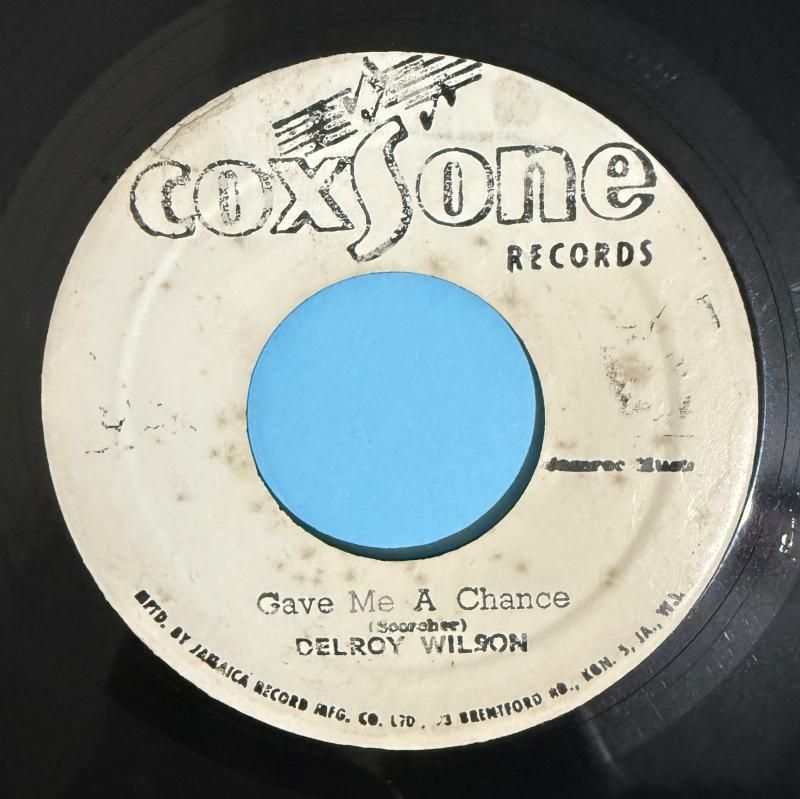 coxsone
RECORDS
Jamrec Music
Gave Me A Chance
(Scorcher)
DELROY WILSON
MFTD. BY JAMAICA RECORD MFG. CO. LTD., 13 BRENTFORD RD., KGN. 5, JA., W.I.